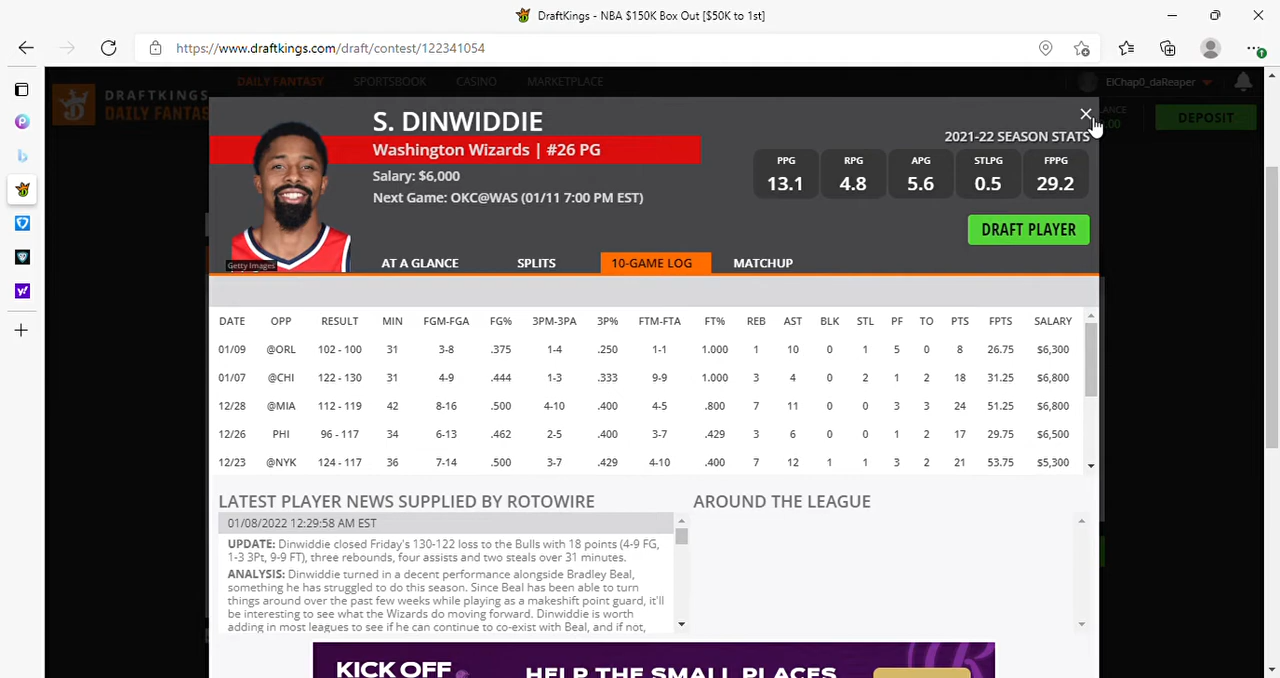 DraftKings - NBA $150K Box Out [$50K to 1st]
https://www.draftkings.com/draft/contest/122341054
DAILY FANTASY SPORTSBOOK CASINO MARKETPLACE
ElChap0_daReaper
DRAFTKINGS
DAILY FANTAS
DEPOSIT
S. DINWIDDIE
Washington Wizards | #26 PG
Salary: $6,000
Next Game: OKC@WAS (01/11 7:00 PM EST)
2021-22 SEASON STATS
PPG RPG APG STLPG FPPG
13.1 4.8 5.6 0.5 29.2
DRAFT PLAYER
Getty Images
AT A GLANCE SPLITS 10-GAME LOG MATCHUP
DATE OPP RESULT MIN FGM-FGA FG% 3PM-3PA 3P% FTM-FTA FT% REB AST BLK STL PF TO PTS FPTS SALARY
01/09 @ORL 102 - 100 31 3-8 .375 1-4 .250 1-1 1.000 1 10 0 1 5 0 8 26.75 $6,300
01/07 @CHI 122 - 130 31 4-9 .444 1-3 .333 9-9 1.000 3 4 0 2 1 2 18 31.25 $6,800
12/28 @MIA 112 - 119 42 8-16 .500 4-10 .400 4-5 .800 7 11 0 0 3 3 24 51.25 $6,800
12/26 PHI 96 - 117 34 6-13 .462 2-5 .400 3-7 .429 3 6 0 0 1 2 17 29.75 $6,500
12/23 @NYK 124 - 117 36 7-14 .500 3-7 .429 4-10 .400 7 12 1 1 3 2 21 53.75 $5,300
LATEST PLAYER NEWS SUPPLIED BY ROTOWIRE
AROUND THE LEAGUE
01/08/2022 12:29:58 AM EST
UPDATE: Dinwiddie closed Friday's 130-122 loss to the Bulls with 18 points (4-9 FG,
1-3 3Pt, 9-9 FT), three rebounds, four assists and two steals over 31 minutes.
ANALYSIS: Dinwiddie turned in a decent performance alongside Bradley Beal,
something he has struggled to do this season. Since Beal has been able to turn
things around over the past few weeks while playing as a makeshift point guard, it'll
be interesting to see what the Wizards do moving forward. Dinwiddie is worth
adding in most leagues to see if he can continue to co-exist with Beal, and if not,
KICK OFF
HELP THE SMALL PLACES